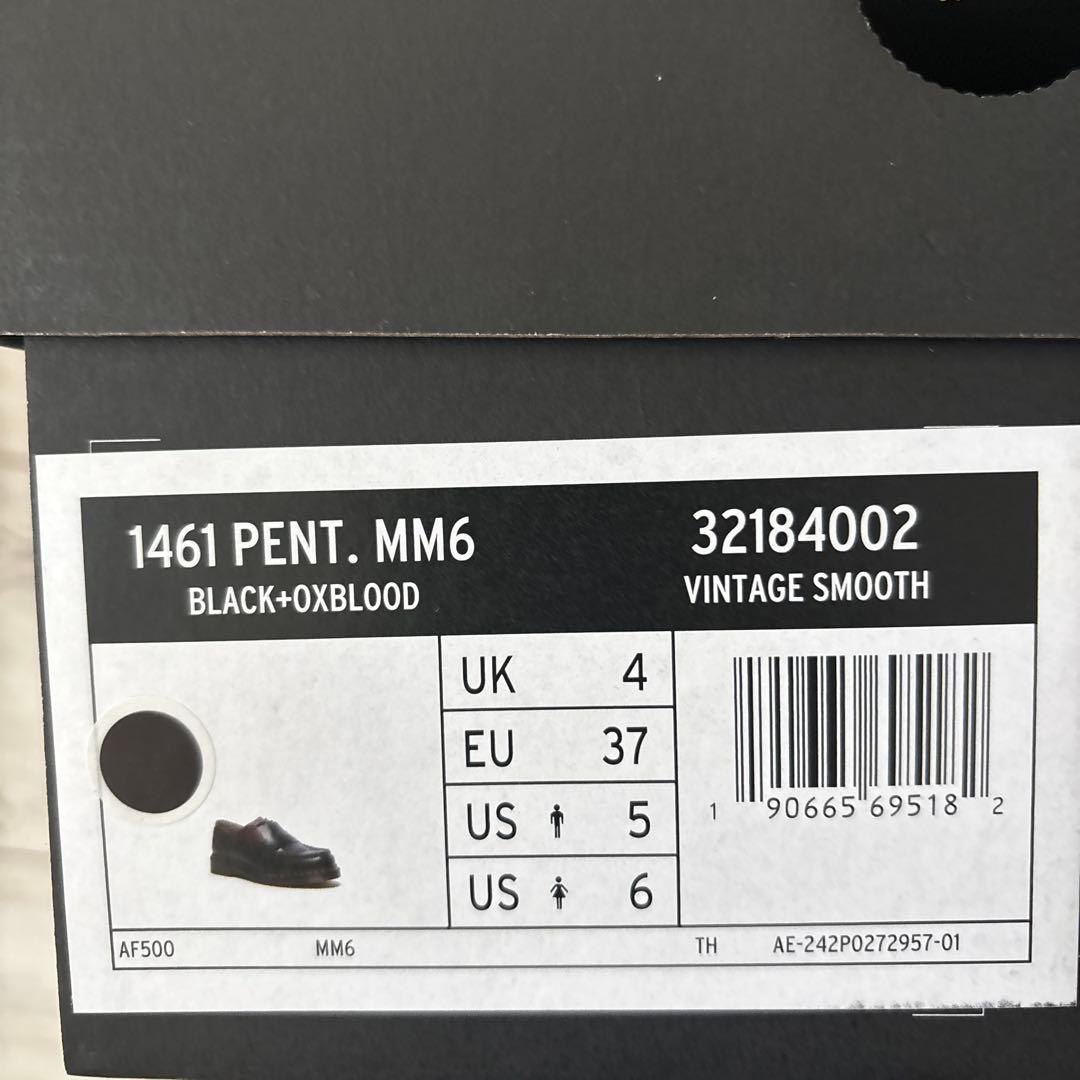 1461 PENT. MM6
BLACK+OXBLOOD
32184002
VINTAGE SMOOTH
UK 4
EU 37
US 5
US 6
1 90665 69518 2
AF500 MM6 TH AE-242P0272957-01